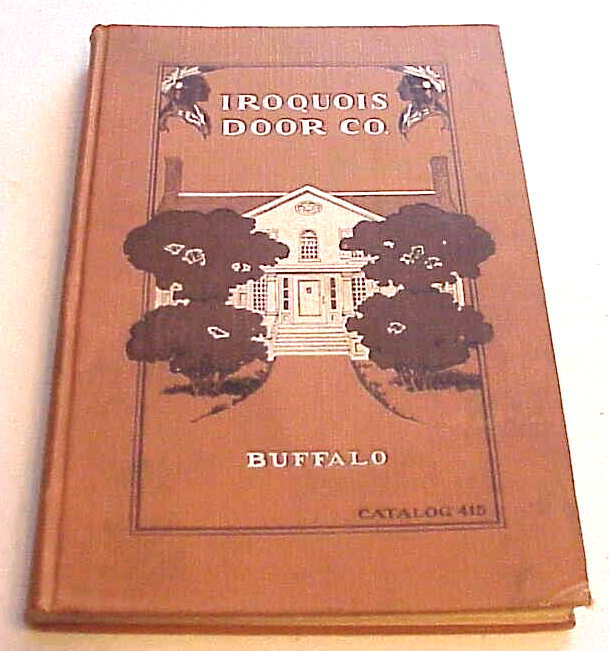 IROQUOIS
DOOR CO.
BUFFALO
CATALOG 415